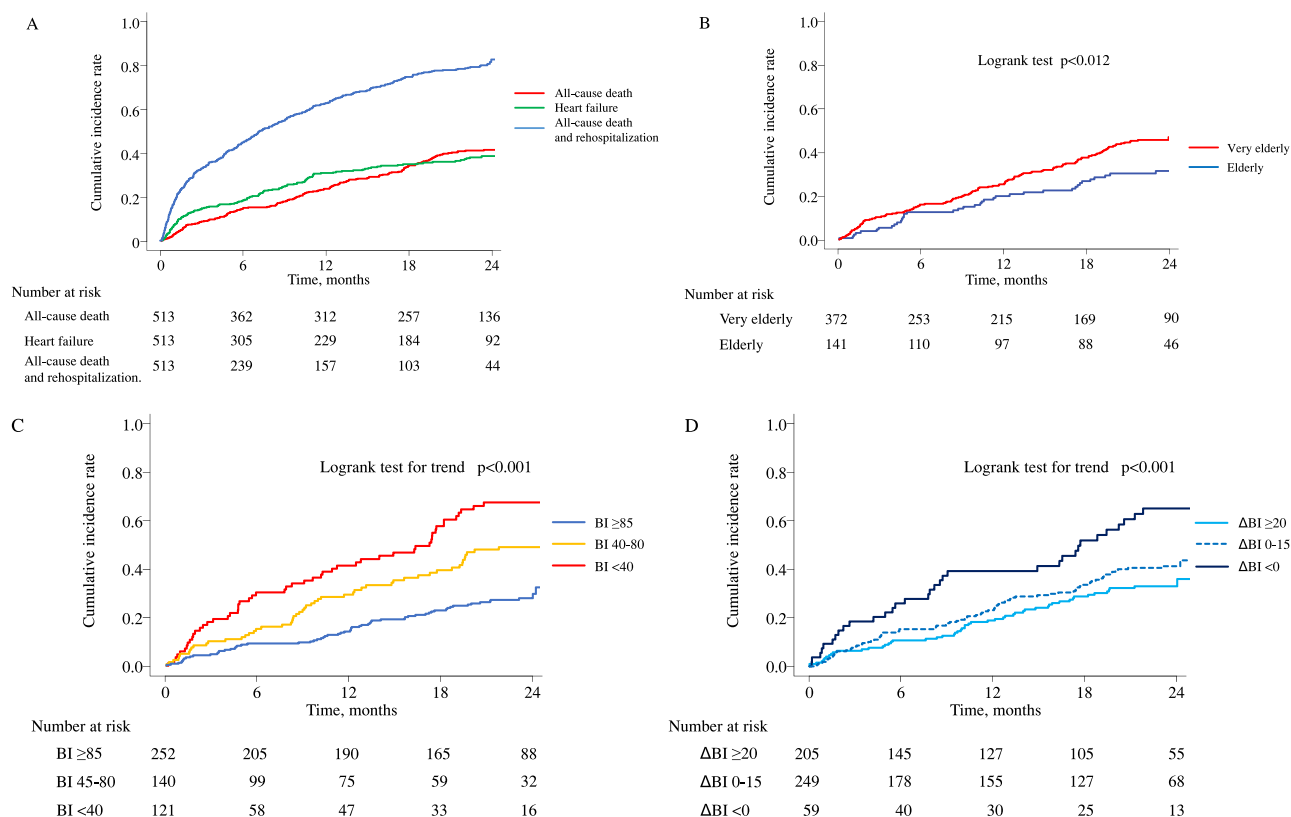 A
Cumulative incidence rate
1.0
0.8
0.6
0.4
0.2
0
0 6 12 18 24
Time, months
All-cause death
Heart failure
All-cause death
and rehospitalization
Number at risk
All-cause death 513 362 312 257 136
Heart failure 513 305 229 184 92
All-cause death
and rehospitalization. 513 239 157 103 44
B
Cumulative incidence rate
1.0
0.8
0.6
0.4
0.2
0.0
0 6 12 18 24
Time, months
Logrank test p<0.012
Very elderly
Elderly
Number at risk
Very elderly 372 253 215 169 90
Elderly 141 110 97 88 46
C
Cumulative incidence rate
1.0
0.8
0.6
0.4
0.2
0.0
0 6 12 18 24
Time, months
Logrank test for trend p<0.001
BI ≥85
BI 40-80
BI <40
Number at risk
BI ≥85 252 205 190 165 88
BI 45-80 140 99 75 59 32
BI <40 121 58 47 33 16
D
Cumulative incidence rate
1.0
0.8
0.6
0.4
0.2
0.0
0 6 12 18 24
Time, months
Logrank test for trend p<0.001
ΔBI ≥20
ΔBI 0-15
ΔBI <0
Number at risk
ΔBI ≥20 205 145 127 105 55
ΔBI 0-15 249 178 155 127 68
ΔBI <0 59 40 30 25 13